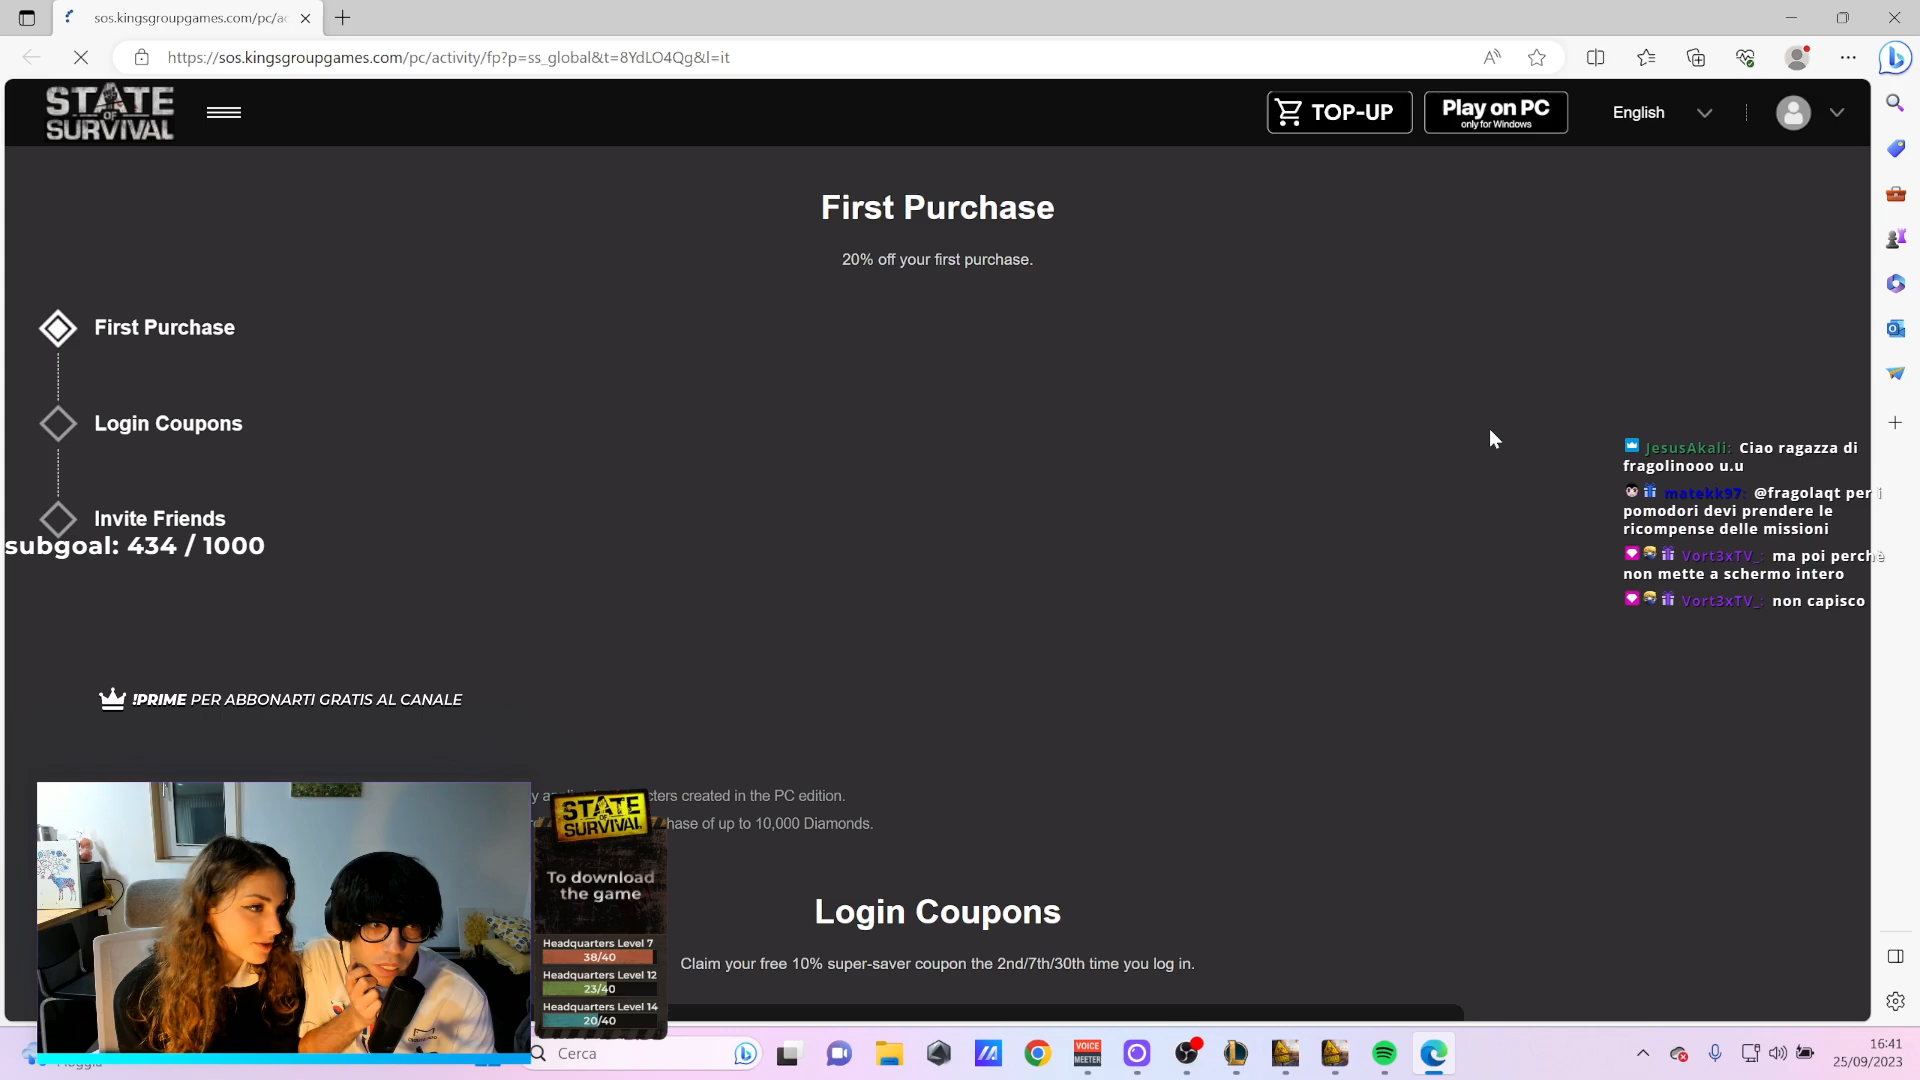 sos.kingsgroupgames.com/pc/ac
https://sos.kingsgroupgames.com/pc/activity/fp?p=ss_global&t=8YdLO4Qg&l=it
STATE OF SURVIVAL
TOP-UP
Play on PC
only for Windows
English
First Purchase
20% off your first purchase.
First Purchase
Login Coupons
Invite Friends
subgoal: 434 / 1000
JesusAkali: Ciao ragazza di
fragolinooo u.u
matekk97: @fragolaqt per i
pomodori devi prendere le
ricompense delle missioni
Vort3xTV_: ma poi perchè
non mette a schermo intero
Vort3xTV_: non capisco
!PRIME PER ABBONARTI GRATIS AL CANALE
created in the PC edition.
of up to 10,000 Diamonds.
STATE OF SURVIVAL
To download
the game
Headquarters Level 7
38/40
Headquarters Level 12
23/40
Headquarters Level 14
20/40
Login Coupons
Claim your free 10% super-saver coupon the 2nd/7th/30th time you log in.
Cerca
VOICE
MEETER
16:41
25/09/2023